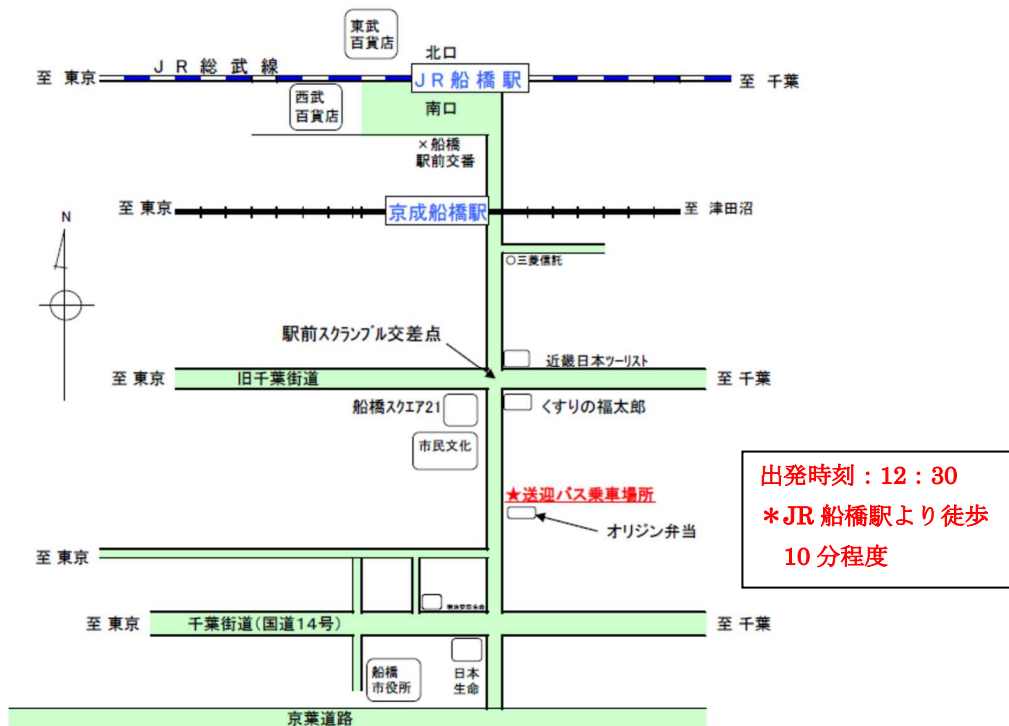 東武
百貨店
北口
JR総武線
至 東京
JR船橋駅
至 千葉
西武
百貨店
南口
×船橋
駅前交番
至 東京
京成船橋駅
至 津田沼
N
○三菱信託
駅前スクランブル交差点
近畿日本ツーリスト
至 東京
旧千葉街道
至 千葉
船橋スクエア21
くすりの福太郎
市民文化
出発時刻：12：30
＊JR 船橋駅より徒歩
10 分程度
★送迎バス乗車場所
オリジン弁当
至 東京
明治安田生命
至 東京
千葉街道(国道14号)
至 千葉
船橋
市役所
日本
生命
京葉道路